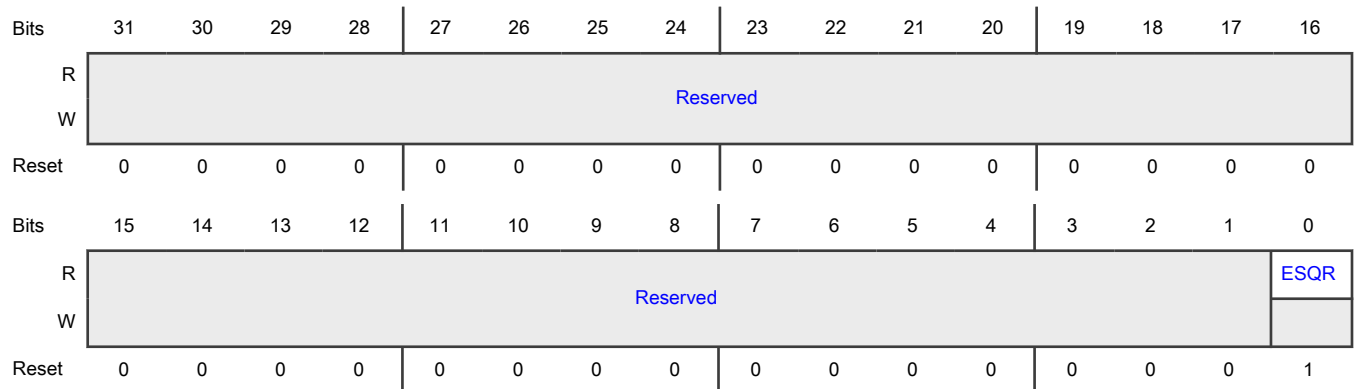 Bits 31 30 29 28 27 26 25 24 23 22 21 20 19 18 17 16
R
Reserved
W
Reset 0 0 0 0 0 0 0 0 0 0 0 0 0 0 0 0
Bits 15 14 13 12 11 10 9 8 7 6 5 4 3 2 1 0
R ESQR
Reserved
W
Reset 0 0 0 0 0 0 0 0 0 0 0 0 0 0 0 1